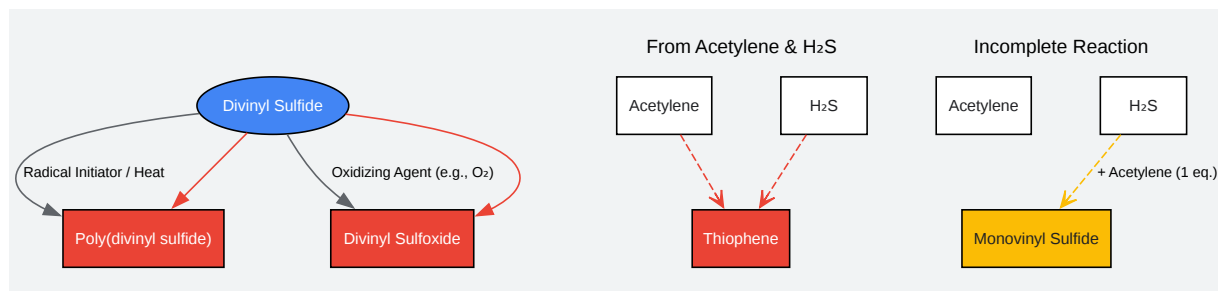 From Acetylene & H₂S
Incomplete Reaction
Divinyl Sulfide
Acetylene
H₂S
Acetylene
H₂S
Radical Initiator / Heat
Oxidizing Agent (e.g., O₂)
+ Acetylene (1 eq.)
Poly(divinyl sulfide)
Divinyl Sulfoxide
Thiophene
Monovinyl Sulfide